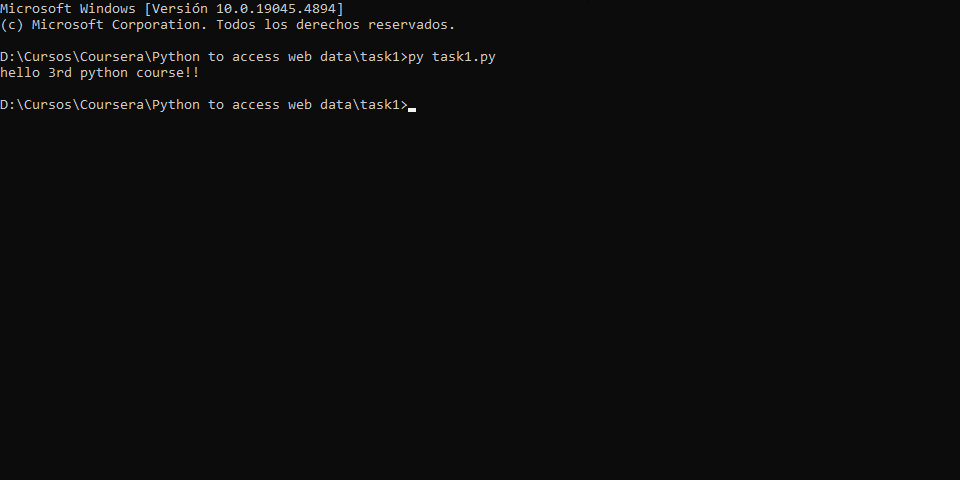 Microsoft Windows [Versión 10.0.19045.4894]
(c) Microsoft Corporation. Todos los derechos reservados.
D:\Cursos\Coursera\Python to access web data\task1>py task1.py
hello 3rd python course!!
D:\Cursos\Coursera\Python to access web data\task1>